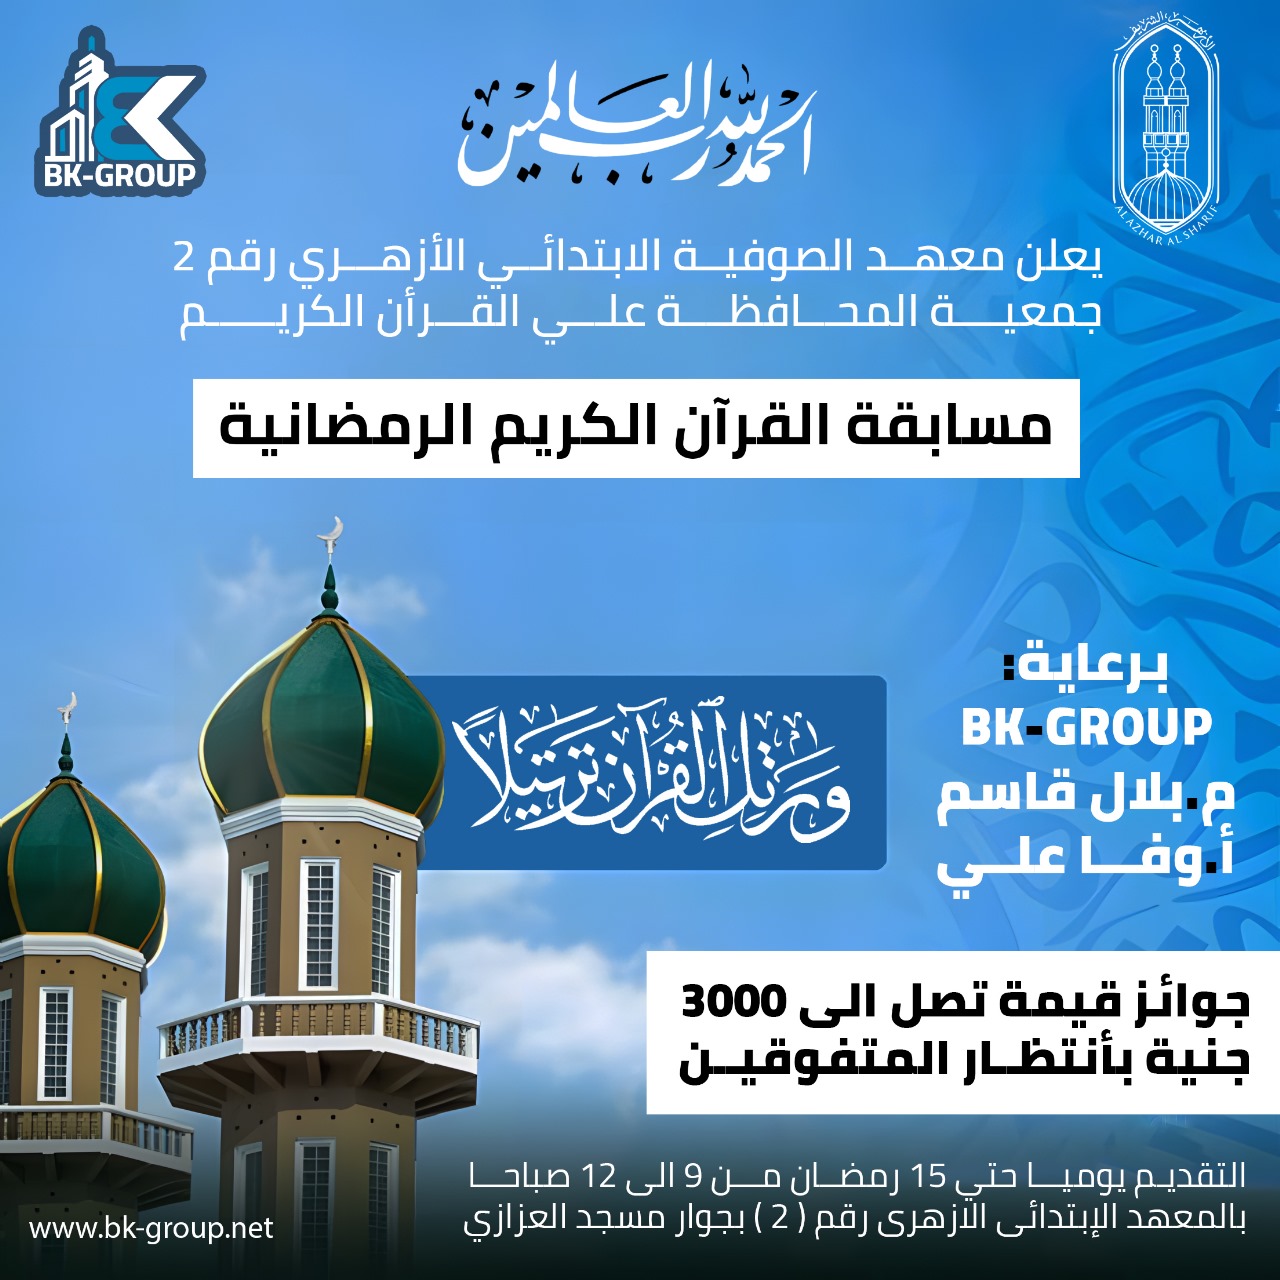 BK-GROUP
الحمد لله رب العالمين
الأزهر الشريف
AL AZHAR AL SHARIF
يعلن معهد الصوفية الابتدائي الأزهري رقم 2
جمعية المحافظة علي القرأن الكريم
مسابقة القرآن الكريم الرمضانية
ورتل القرآن ترتيلا
برعاية:
BK-GROUP
م.بلال قاسم
أ.وفا علي
جوائز قيمة تصل الى 3000
جنية بأنتظار المتفوقين
التقديم يوميا حتي 15 رمضان من 9 الى 12 صباحا
بالمعهد الإبتدائى الازهرى رقم ( 2 ) بجوار مسجد العزازي
www.bk-group.net